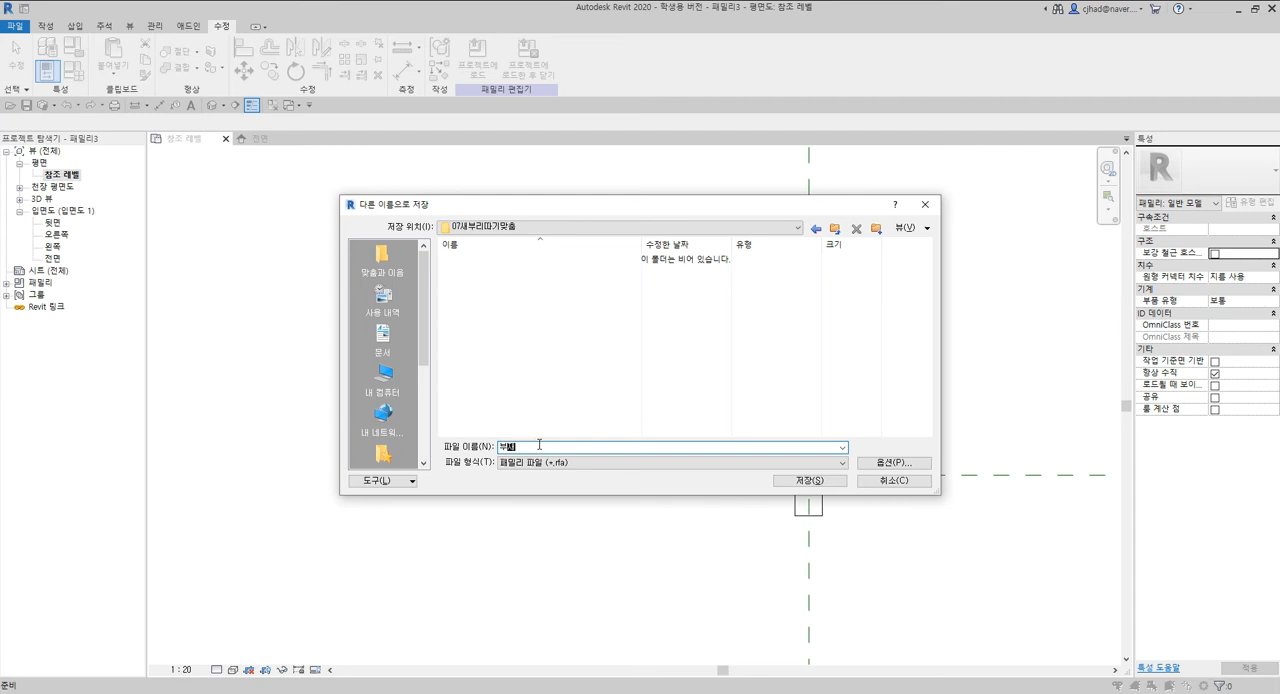 Autodesk Revit 2020 - 학생용 버전 - 평면도: 참조 레벨
cjhad@naver....
파일 작성 삽입 주석 뷰 관리 애드인 수정
수정
붙여넣기
절단
결합
프로젝트에 로드
프로젝트에 로드한 후 닫기
선택 특성 클립보드 형상 수정 측정 작성 패밀리 편집기
프로젝트 탐색기 - 패밀리3
뷰 (전체)
평면
참조 레벨
천장 평면도
3D 뷰
입면도 (입면도 1)
뒷면
오른쪽
왼쪽
전면
시트 (전체)
패밀리
그룹
Revit 링크
참조 레벨
전면
다른 이름으로 저장
저장 위치(I): 07새부리따기맞춤
뷰(V)
이름 수정한 날짜 유형 크기
이 폴더는 비어 있습니다.
맞춤과 이음
사용 내역
문서
내 컴퓨터
내 네트워...
파일 이름(N): 부재
파일 형식(T): 패밀리 파일 (*.rfa)
옵션(P)...
도구(L)
저장(S)
취소(C)
특성
패밀리: 일반 모델
유형 편집
구속조건
호스트
구조
보강 철근 호스...
치수
원형 커넥터 치수 지름 사용
기계
부품 유형 보통
ID 데이터
OmniClass 번호
OmniClass 제목
기타
작업 기준면 기반
항상 수직
로드될 때 보이...
공유
룸 계산 점
특성 도움말
적용
1 : 20
준비
:0